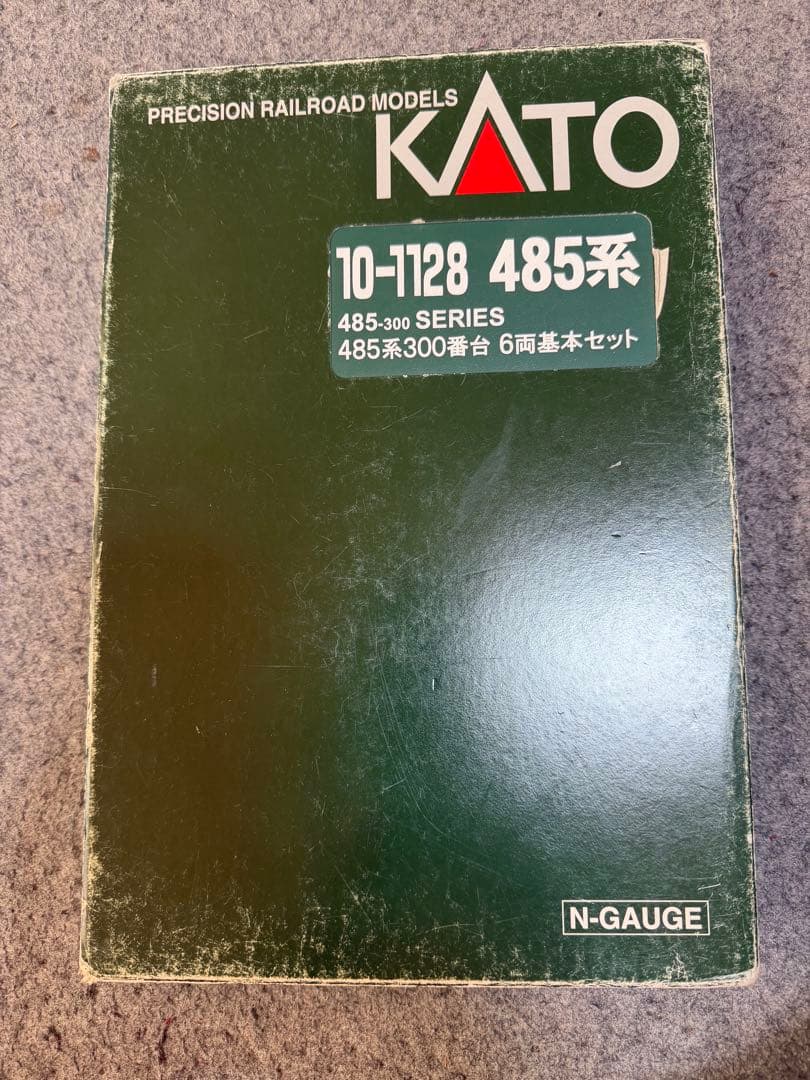 PRECISION RAILROAD MODELS
KATO
10-1128 485系
485-300 SERIES
485系300番台 6両基本セット
N-GAUGE